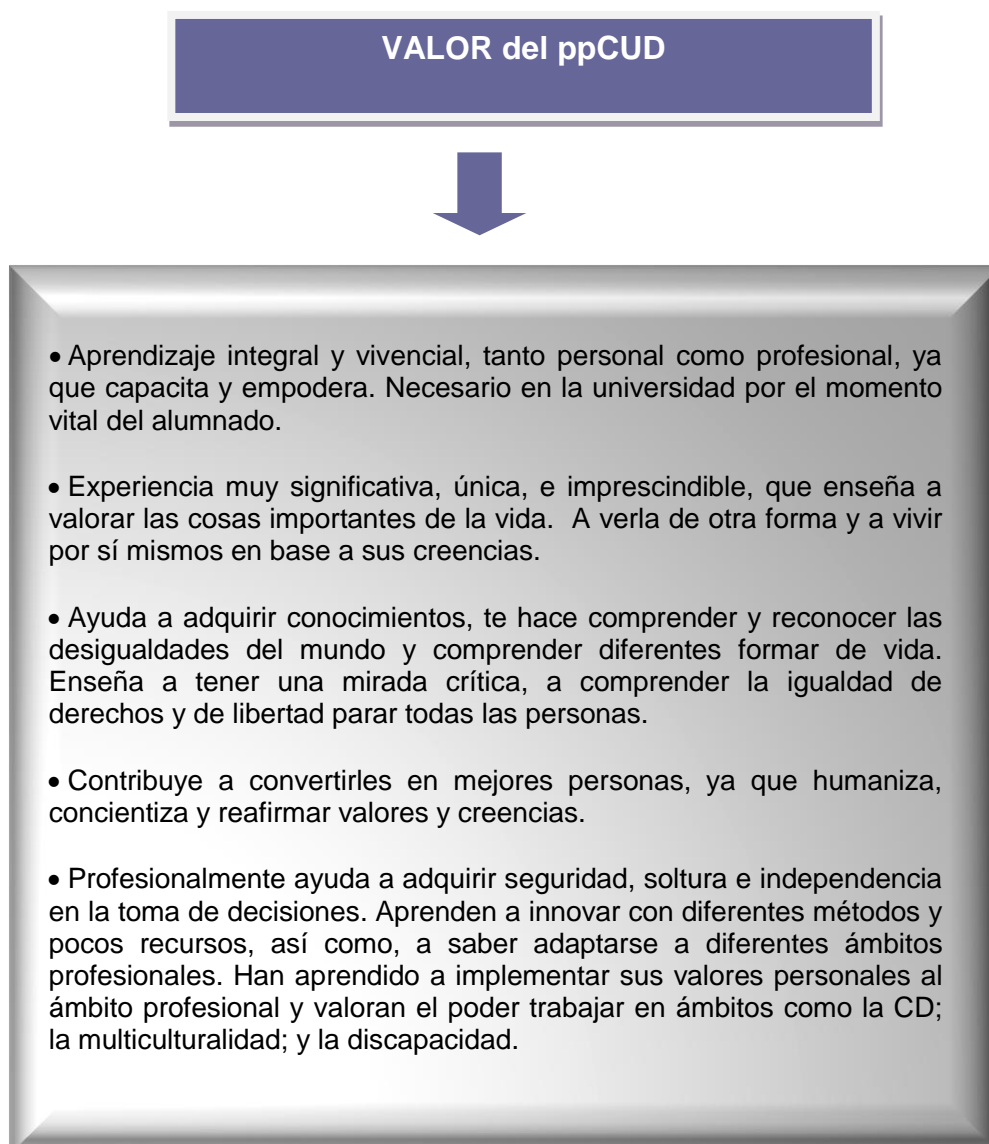 VALOR del ppCUD
• Aprendizaje integral y vivencial, tanto personal como profesional, ya
que capacita y empodera. Necesario en la universidad por el momento
vital del alumnado.
• Experiencia muy significativa, única, e imprescindible, que enseña a
valorar las cosas importantes de la vida. A verla de otra forma y a vivir
por sí mismos en base a sus creencias.
• Ayuda a adquirir conocimientos, te hace comprender y reconocer las
desigualdades del mundo y comprender diferentes formar de vida.
Enseña a tener una mirada crítica, a comprender la igualdad de
derechos y de libertad parar todas las personas.
• Contribuye a convertirles en mejores personas, ya que humaniza,
concientiza y reafirmar valores y creencias.
• Profesionalmente ayuda a adquirir seguridad, soltura e independencia
en la toma de decisiones. Aprenden a innovar con diferentes métodos y
pocos recursos, así como, a saber adaptarse a diferentes ámbitos
profesionales. Han aprendido a implementar sus valores personales al
ámbito profesional y valoran el poder trabajar en ámbitos como la CD;
la multiculturalidad; y la discapacidad.